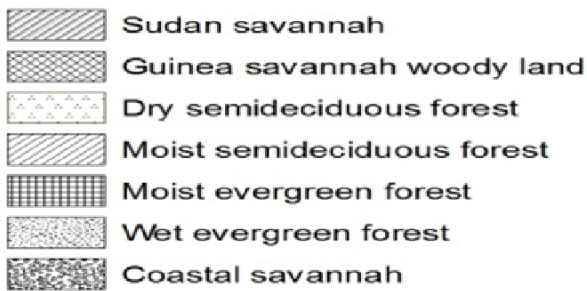 Sudan savannah
Guinea savannah woody land
Dry semideciduous forest
Moist semideciduous forest
Moist evergreen forest
Wet evergreen forest
Coastal savannah